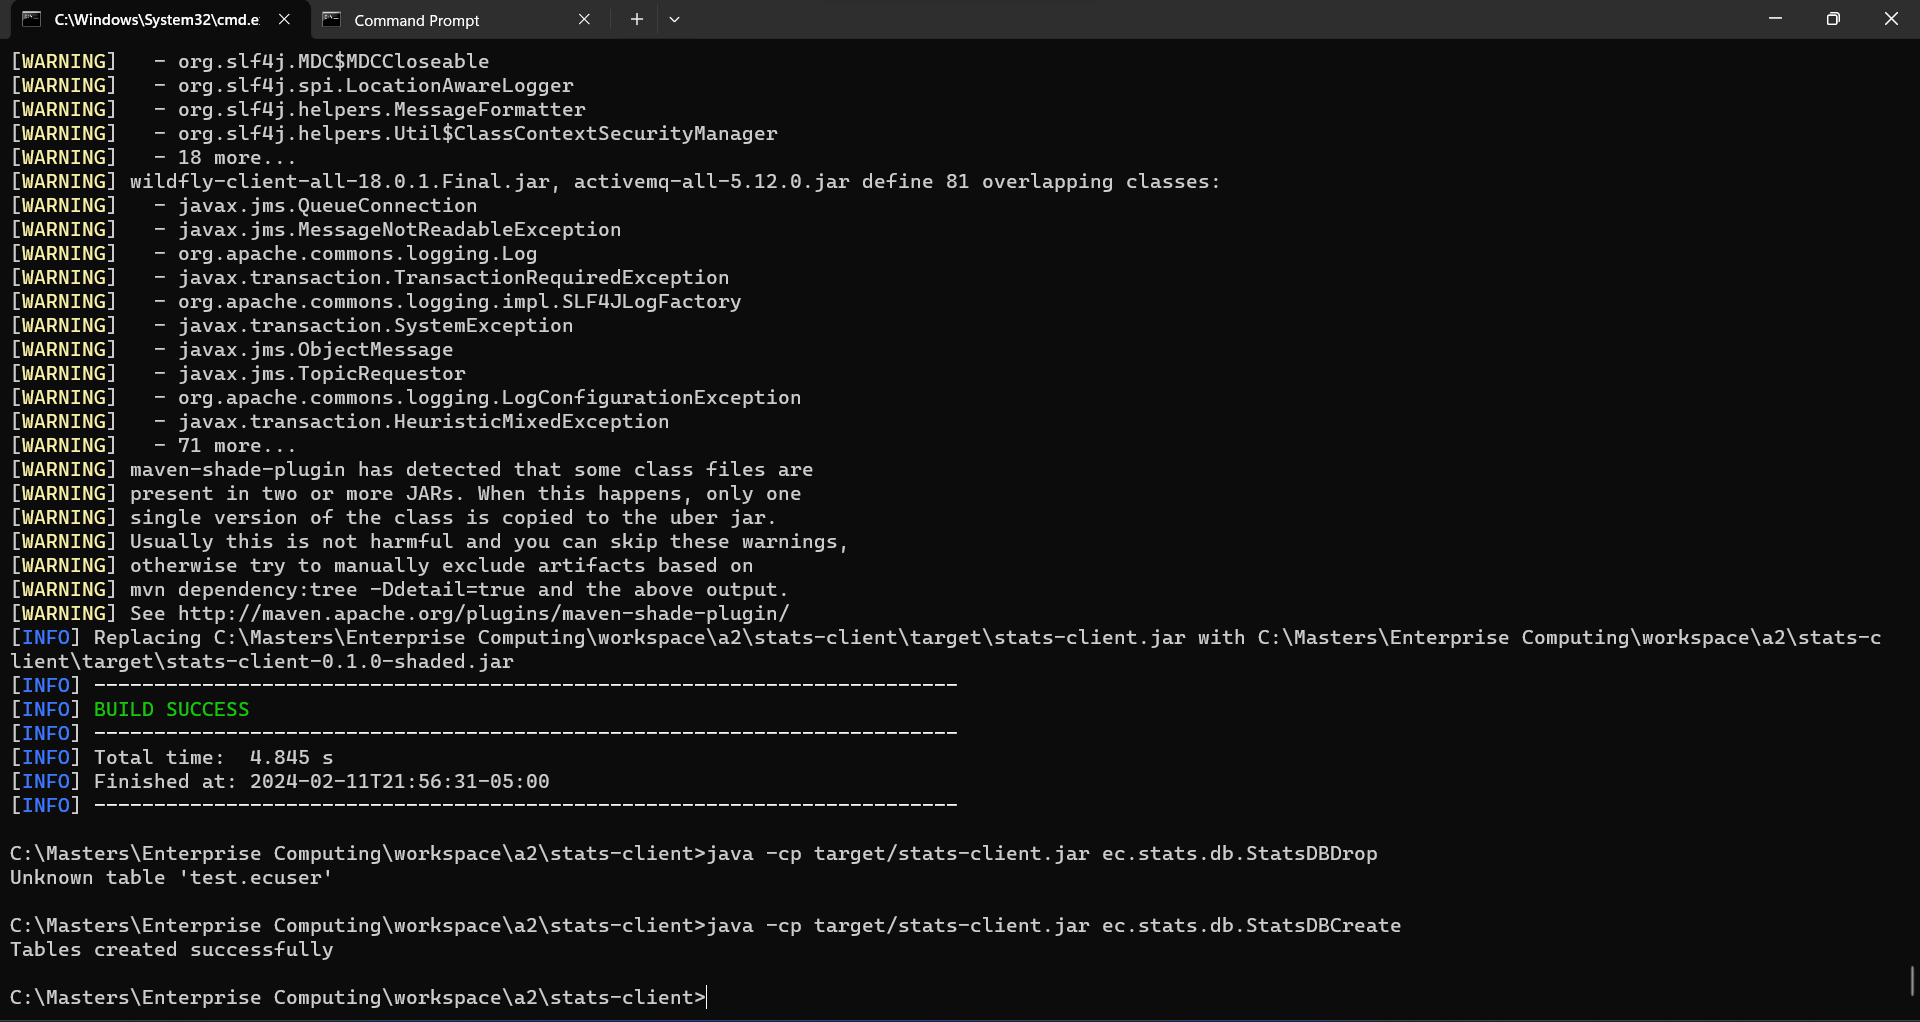 C:\Windows\System32\cmd.e
Command Prompt
[WARNING]   - org.slf4j.MDC$MDCCloseable
[WARNING]   - org.slf4j.spi.LocationAwareLogger
[WARNING]   - org.slf4j.helpers.MessageFormatter
[WARNING]   - org.slf4j.helpers.Util$ClassContextSecurityManager
[WARNING]   - 18 more...
[WARNING] wildfly-client-all-18.0.1.Final.jar, activemq-all-5.12.0.jar define 81 overlapping classes:
[WARNING]   - javax.jms.QueueConnection
[WARNING]   - javax.jms.MessageNotReadableException
[WARNING]   - org.apache.commons.logging.Log
[WARNING]   - javax.transaction.TransactionRequiredException
[WARNING]   - org.apache.commons.logging.impl.SLF4JLogFactory
[WARNING]   - javax.transaction.SystemException
[WARNING]   - javax.jms.ObjectMessage
[WARNING]   - javax.jms.TopicRequestor
[WARNING]   - org.apache.commons.logging.LogConfigurationException
[WARNING]   - javax.transaction.HeuristicMixedException
[WARNING]   - 71 more...
[WARNING] maven-shade-plugin has detected that some class files are
[WARNING] present in two or more JARs. When this happens, only one
[WARNING] single version of the class is copied to the uber jar.
[WARNING] Usually this is not harmful and you can skip these warnings,
[WARNING] otherwise try to manually exclude artifacts based on
[WARNING] mvn dependency:tree -Ddetail=true and the above output.
[WARNING] See http://maven.apache.org/plugins/maven-shade-plugin/
[INFO] Replacing C:\Masters\Enterprise Computing\workspace\a2\stats-client\target\stats-client.jar with C:\Masters\Enterprise Computing\workspace\a2\stats-c
lient\target\stats-client-0.1.0-shaded.jar
[INFO] ------------------------------------------------------------------------
[INFO] BUILD SUCCESS
[INFO] ------------------------------------------------------------------------
[INFO] Total time:  4.845 s
[INFO] Finished at: 2024-02-11T21:56:31-05:00
[INFO] ------------------------------------------------------------------------
C:\Masters\Enterprise Computing\workspace\a2\stats-client>java -cp target/stats-client.jar ec.stats.db.StatsDBDrop
Unknown table 'test.ecuser'
C:\Masters\Enterprise Computing\workspace\a2\stats-client>java -cp target/stats-client.jar ec.stats.db.StatsDBCreate
Tables created successfully
C:\Masters\Enterprise Computing\workspace\a2\stats-client>